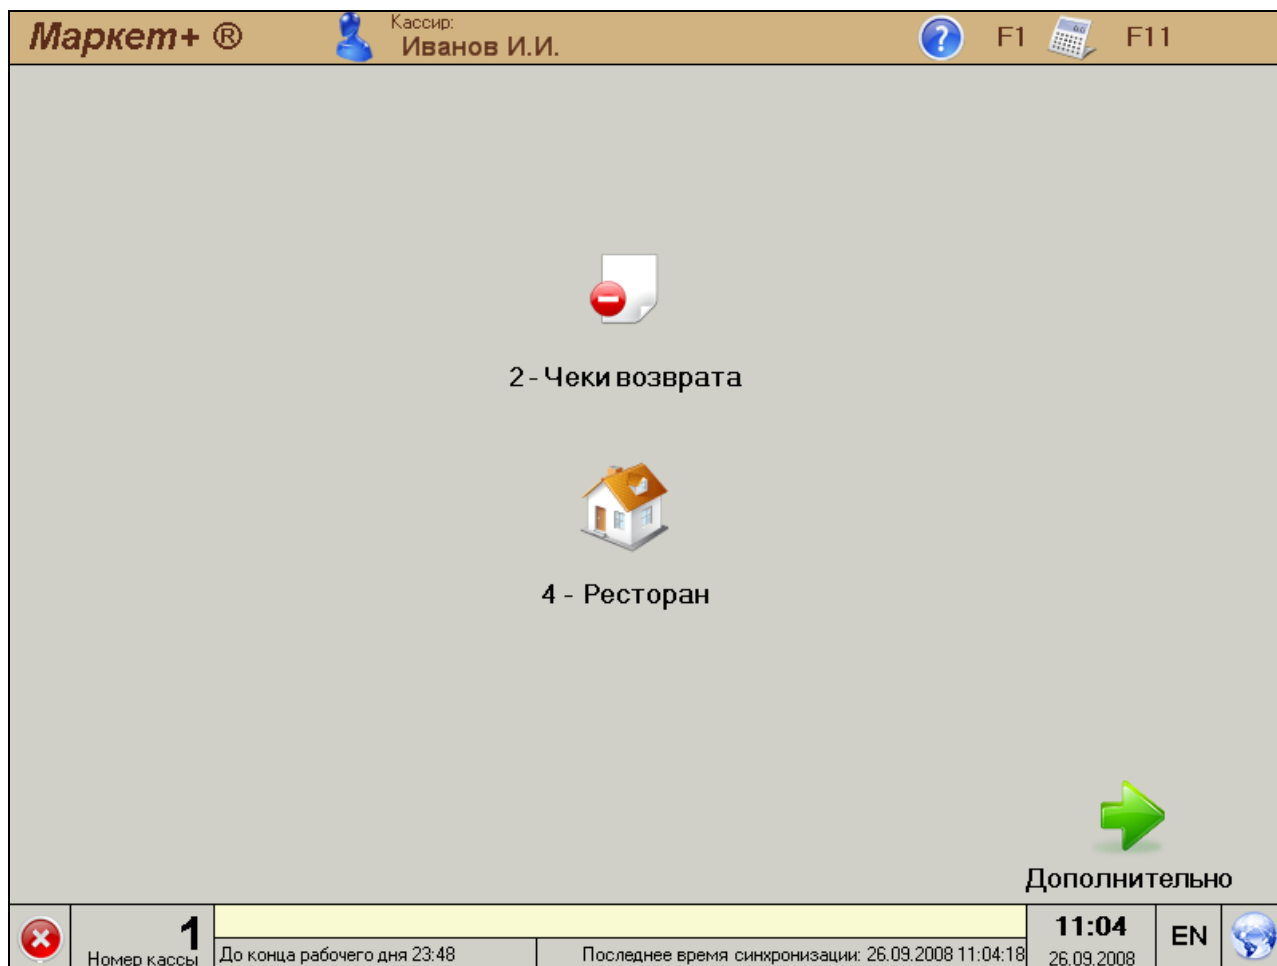 Маркет+ ®
Кассир:
Иванов И.И.
F1
F11
2 - Чеки возврата
4 - Ресторан
Дополнительно
1
Номер кассы
До конца рабочего дня 23:48
Последнее время синхронизации: 26.09.2008 11:04:18
11:04
26.09.2008
EN